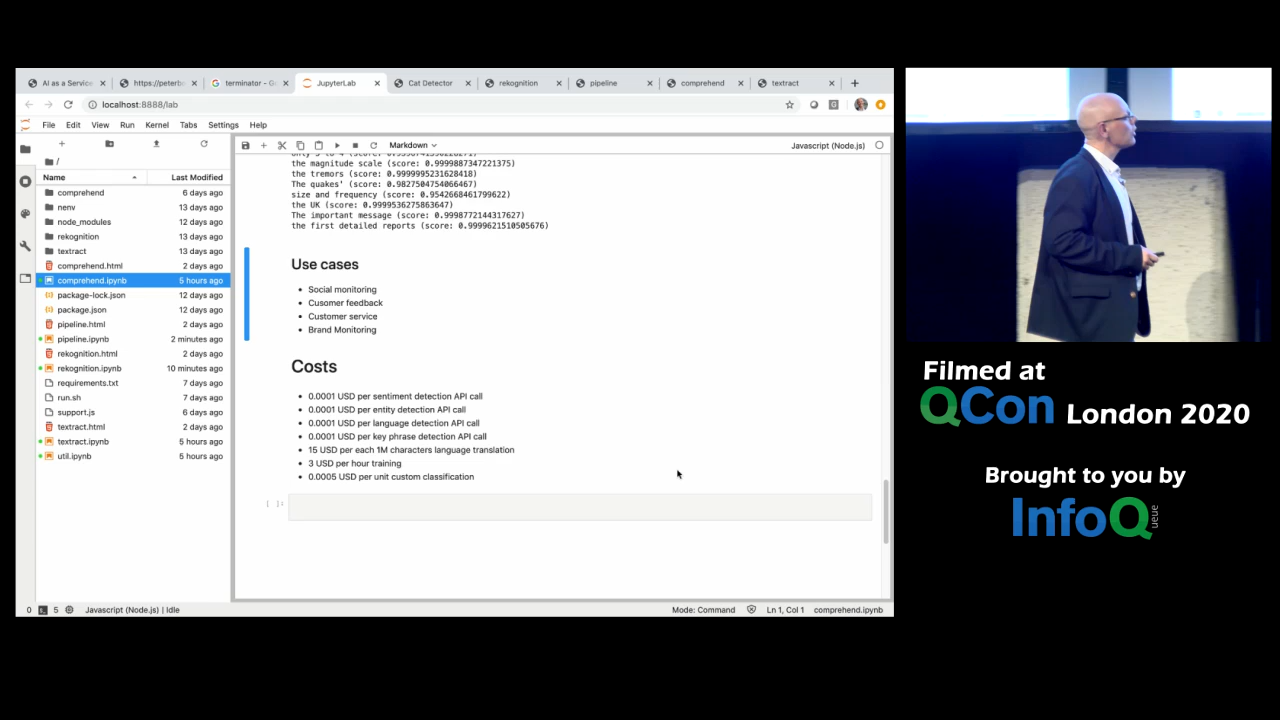 AI as a Service
https://peterb
terminator - G
JupyterLab
Cat Detector
rekognition
pipeline
comprehend
textract
localhost:8888/lab
File Edit View Run Kernel Tabs Settings Help
Markdown
Javascript (Node.js)
/
Name Last Modified
comprehend 6 days ago
nenv 13 days ago
node_modules 12 days ago
rekognition 13 days ago
textract 13 days ago
comprehend.html 2 days ago
comprehend.ipynb 5 hours ago
package-lock.json 12 days ago
package.json 12 days ago
pipeline.html 2 days ago
pipeline.ipynb 2 minutes ago
rekognition.html 2 days ago
rekognition.ipynb 10 minutes ago
requirements.txt 7 days ago
run.sh 7 days ago
support.js 6 days ago
textract.html 2 days ago
textract.ipynb 5 hours ago
util.ipynb 5 hours ago
the magnitude scale (score: 0.9999887347221375)
the tremors (score: 0.9999995231628418)
The quakes' (score: 0.9827504754066467)
size and frequency (score: 0.9542668461799622)
the UK (score: 0.9999536275863647)
The important message (score: 0.9998772144317627)
the first detailed reports (score: 0.9999621510505676)
Use cases
• Social monitoring
• Cusomer feedback
• Customer service
• Brand Monitoring
Costs
• 0.0001 USD per sentiment detection API call
• 0.0001 USD per entity detection API call
• 0.0001 USD per language detection API call
• 0.0001 USD per key phrase detection API call
• 15 USD per each 1M characters language translation
• 3 USD per hour training
• 0.0005 USD per unit custom classification
[ ]:
0 5 Javascript (Node.js) | Idle
Mode: Command Ln 1, Col 1 comprehend.ipynb
Filmed at
QCon London 2020
Brought to you by
InfoQ
ueue